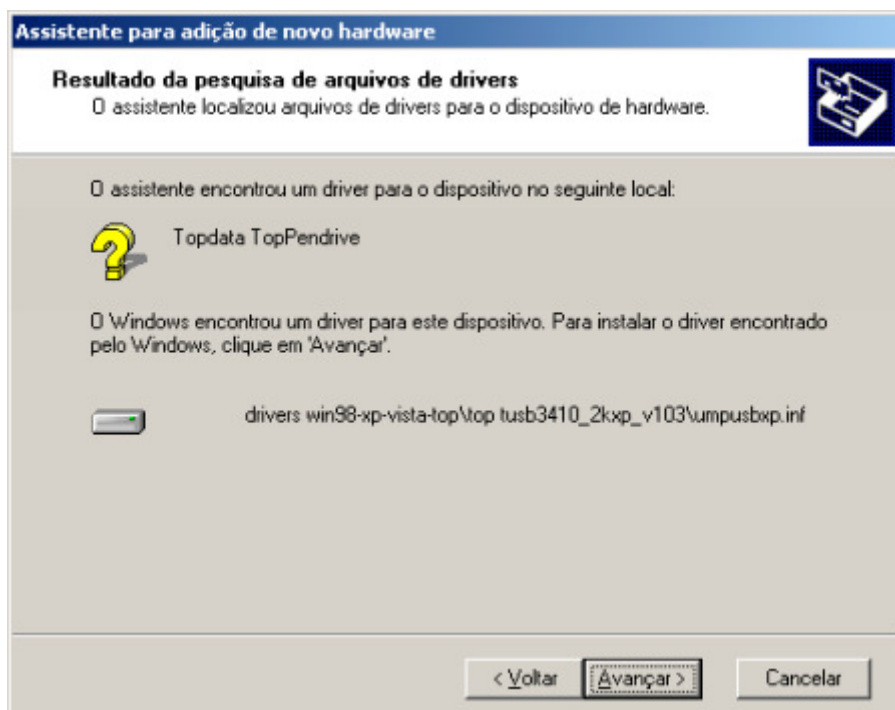 Assistente para adição de novo hardware
Resultado da pesquisa de arquivos de drivers
O assistente localizou arquivos de drivers para o dispositivo de hardware.
O assistente encontrou um driver para o dispositivo no seguinte local:
Topdata TopPendrive
O Windows encontrou um driver para este dispositivo. Para instalar o driver encontrado
pelo Windows, clique em 'Avançar'.
drivers win98-xp-vista-top\top tusb3410_2kxp_v103\umpusbxp.inf
< Voltar
Avançar >
Cancelar